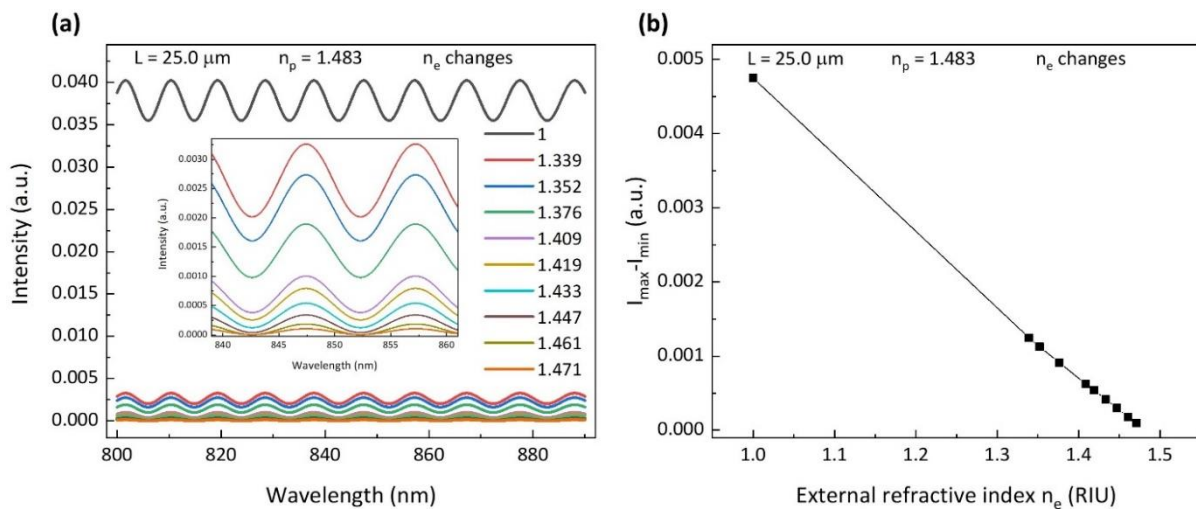 (a)
L = 25.0 μm n_p = 1.483 n_e changes
0.040
0.035
0.030
0.025
0.020
0.015
0.010
0.005
0.000
Intensity (a.u.)
800 820 840 860 880
Wavelength (nm)
0.0030
0.0025
0.0020
0.0015
0.0010
0.0005
0.0000
Intensity (a.u.)
840 845 850 855 860
Wavelength (nm)
1
1.339
1.352
1.376
1.409
1.419
1.433
1.447
1.461
1.471
(b)
L = 25.0 μm n_p = 1.483 n_e changes
0.005
0.004
0.003
0.002
0.001
0.000
I_max-I_min (a.u.)
1.0 1.1 1.2 1.3 1.4 1.5
External refractive index n_e (RIU)